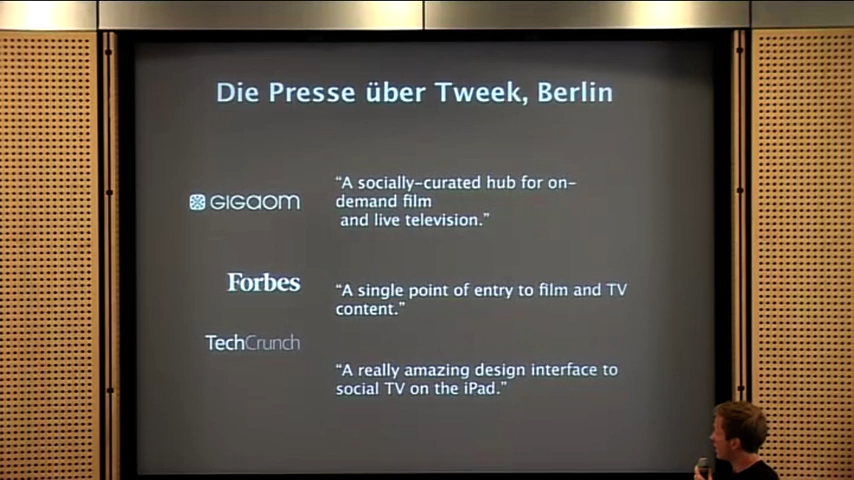 Die Presse über Tweek, Berlin
GIGAOM
“A socially-curated hub for on-
demand film
and live television.”
Forbes
“A single point of entry to film and TV
content.”
TechCrunch
“A really amazing design interface to
social TV on the iPad.”